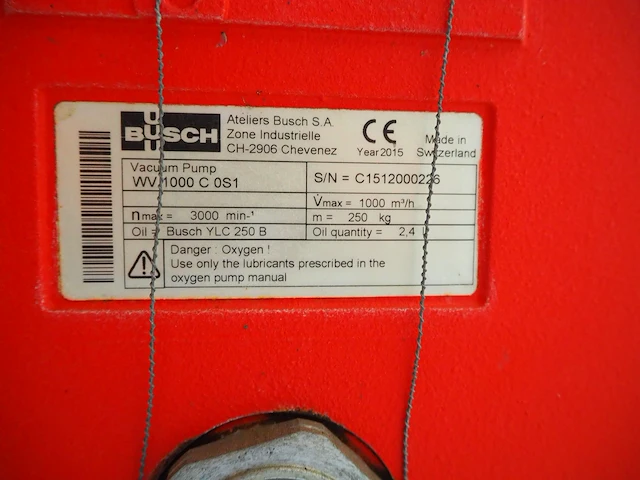 BUSCH
Ateliers Busch S.A.
Zone Industrielle
CH-2906 Chevenez
CE
Year2015
Made in
Switzerland
Vacuum Pump
WV 1000 C 0S1
S/N = C1512000226
V̇max = 1000 m³/h
nmax = 3000 min-¹
m = 250 kg
Oil = Busch YLC 250 B
Oil quantity = 2,4
Danger : Oxygen !
Use only the lubricants prescribed in the
oxygen pump manual